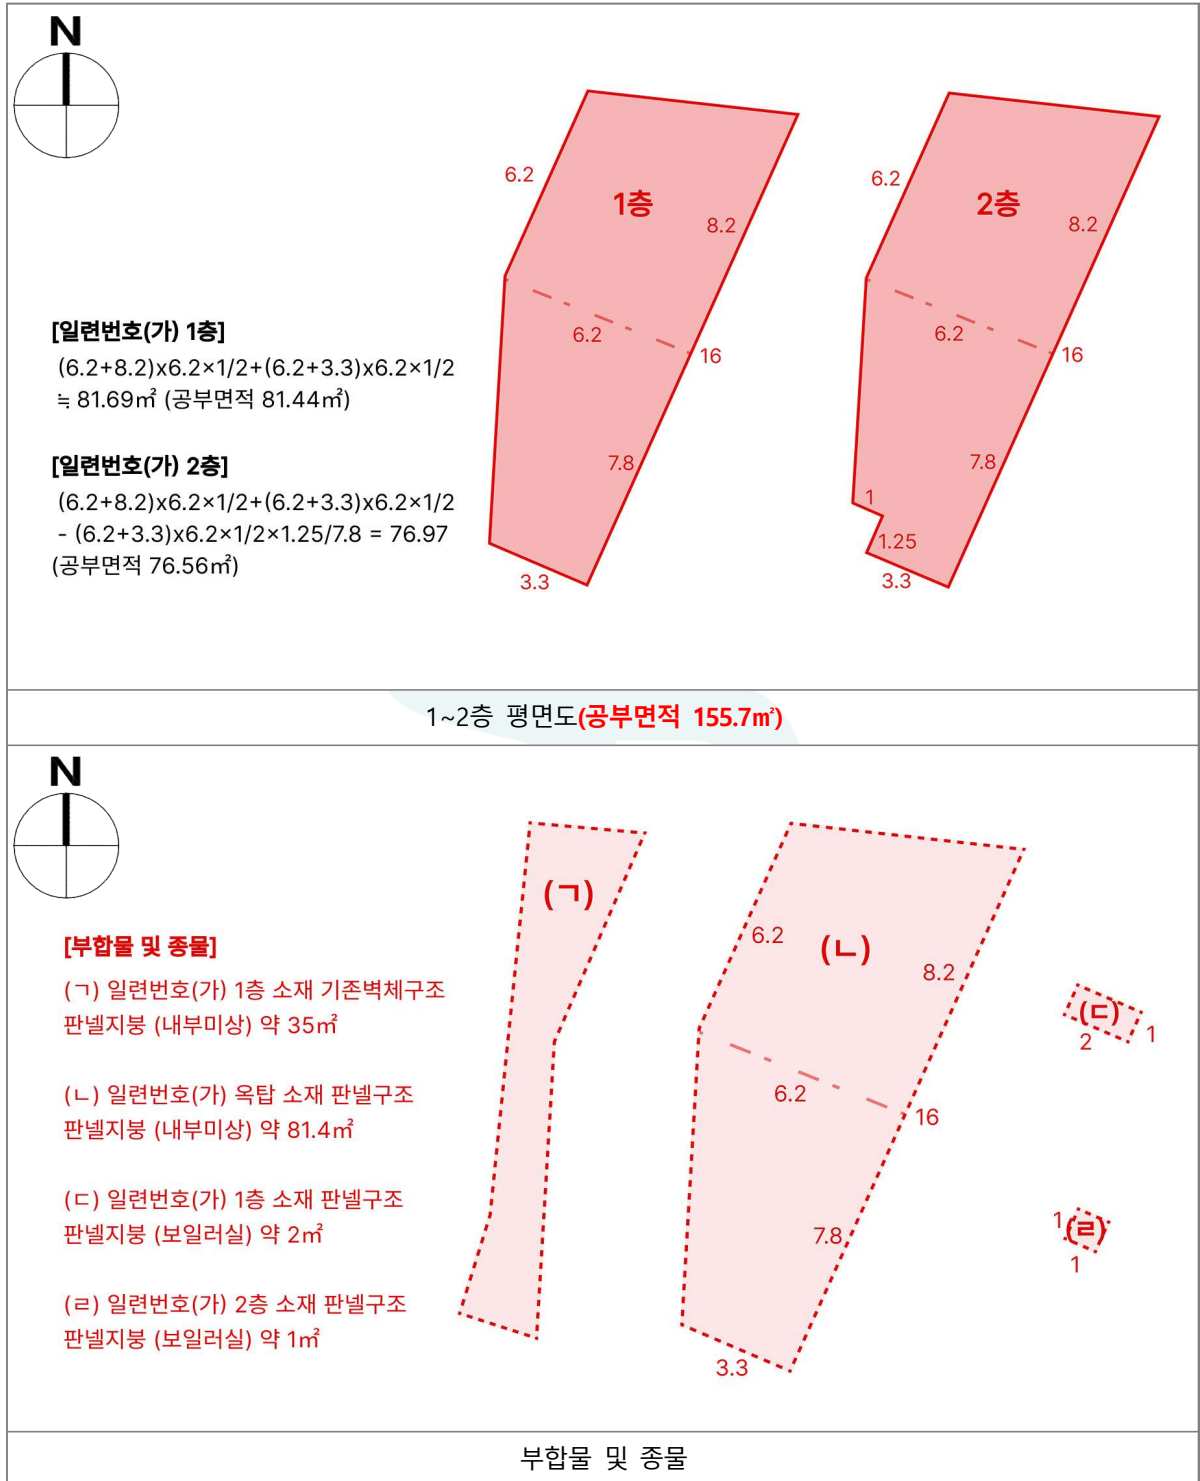 N
6.2
1층
8.2
6.2
16
7.8
3.3
6.2
2층
8.2
6.2
16
7.8
1
1.25
3.3
[일련번호(가) 1층]
(6.2+8.2)x6.2×1/2+(6.2+3.3)x6.2×1/2
≒ 81.69㎡ (공부면적 81.44㎡)
[일련번호(가) 2층]
(6.2+8.2)x6.2×1/2+(6.2+3.3)x6.2×1/2
- (6.2+3.3)x6.2×1/2×1.25/7.8 = 76.97
(공부면적 76.56㎡)
1~2층 평면도(공부면적 155.7㎡)
N
[부합물 및 종물]
(ㄱ) 일련번호(가) 1층 소재 기존벽체구조
판넬지붕 (내부미상) 약 35㎡
(ㄴ) 일련번호(가) 옥탑 소재 판넬구조
판넬지붕 (내부미상) 약 81.4㎡
(ㄷ) 일련번호(가) 1층 소재 판넬구조
판넬지붕 (보일러실) 약 2㎡
(ㄹ) 일련번호(가) 2층 소재 판넬구조
판넬지붕 (보일러실) 약 1㎡
(ㄱ)
6.2
(ㄴ)
8.2
6.2
16
7.8
3.3
(ㄷ)
2
1
1
(ㄹ)
1
부합물 및 종물